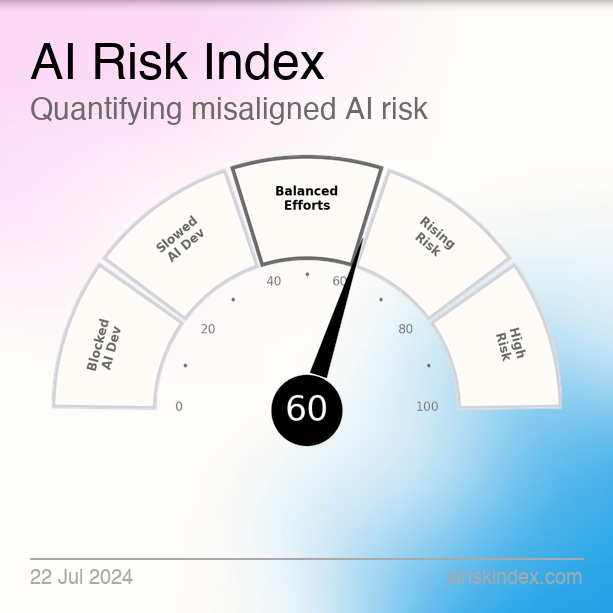 AI Risk Index
Quantifying misaligned AI risk
Balanced
Efforts
Slowed
AI Dev
Rising
Risk
Blocked
AI Dev
High
Risk
0
20
40
60
80
100
60
22 Jul 2024
airiskindex.com